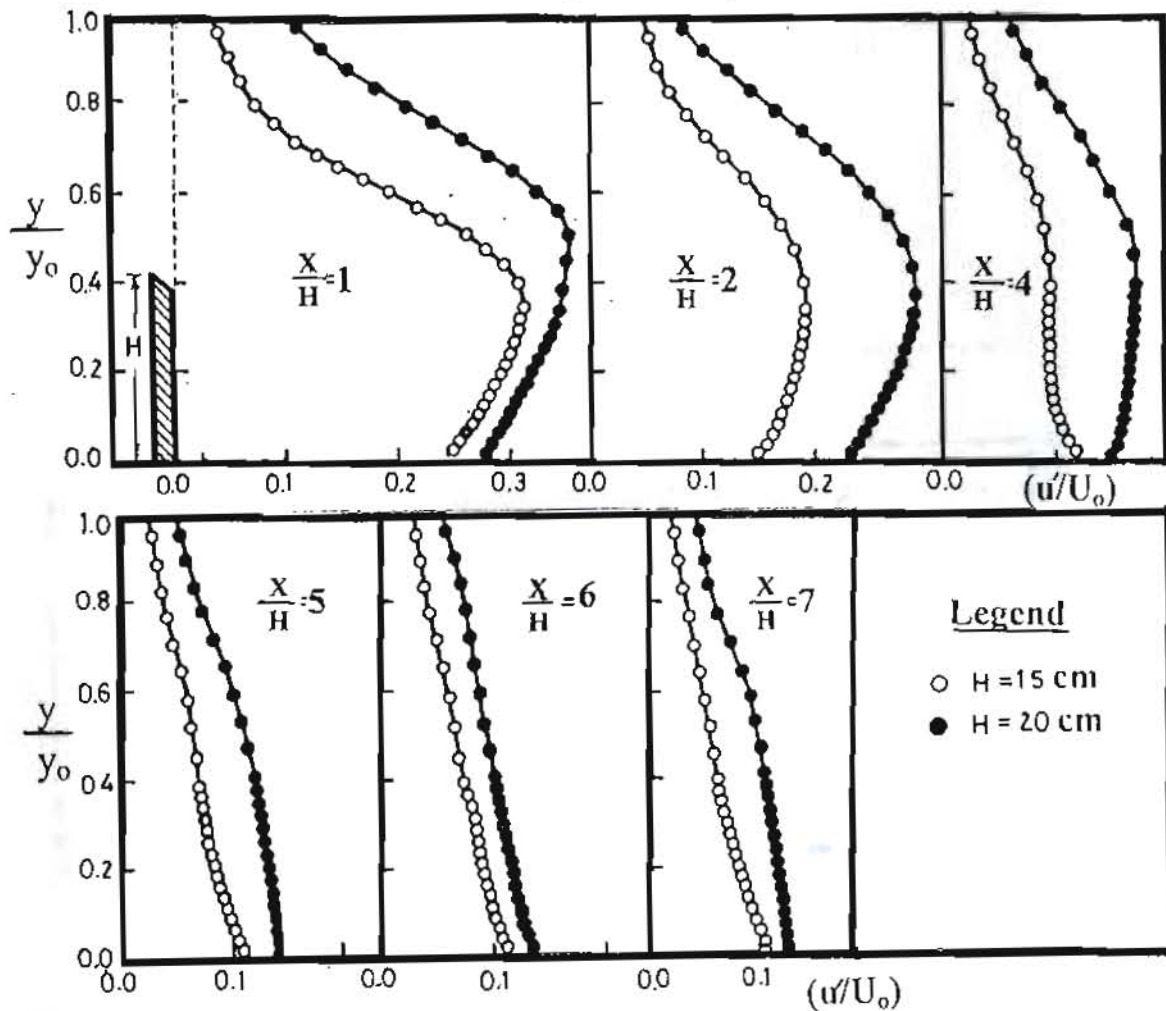 1.0
0.8
0.6
0.4
0.2
0.0
y/y₀
H
X/H=1
X/H=2
X/H=4
0.0 0.1 0.2 0.3 0.0 0.1 0.2 0.0 (u'/U₀)
1.0
0.8
0.6
0.4
0.2
0.0
y/y₀
X/H=5
X/H=6
X/H=7
Legend
H=15 cm
H=20 cm
0.0 0.1 0.0 0.1 0.0 0.1 (u'/U₀)